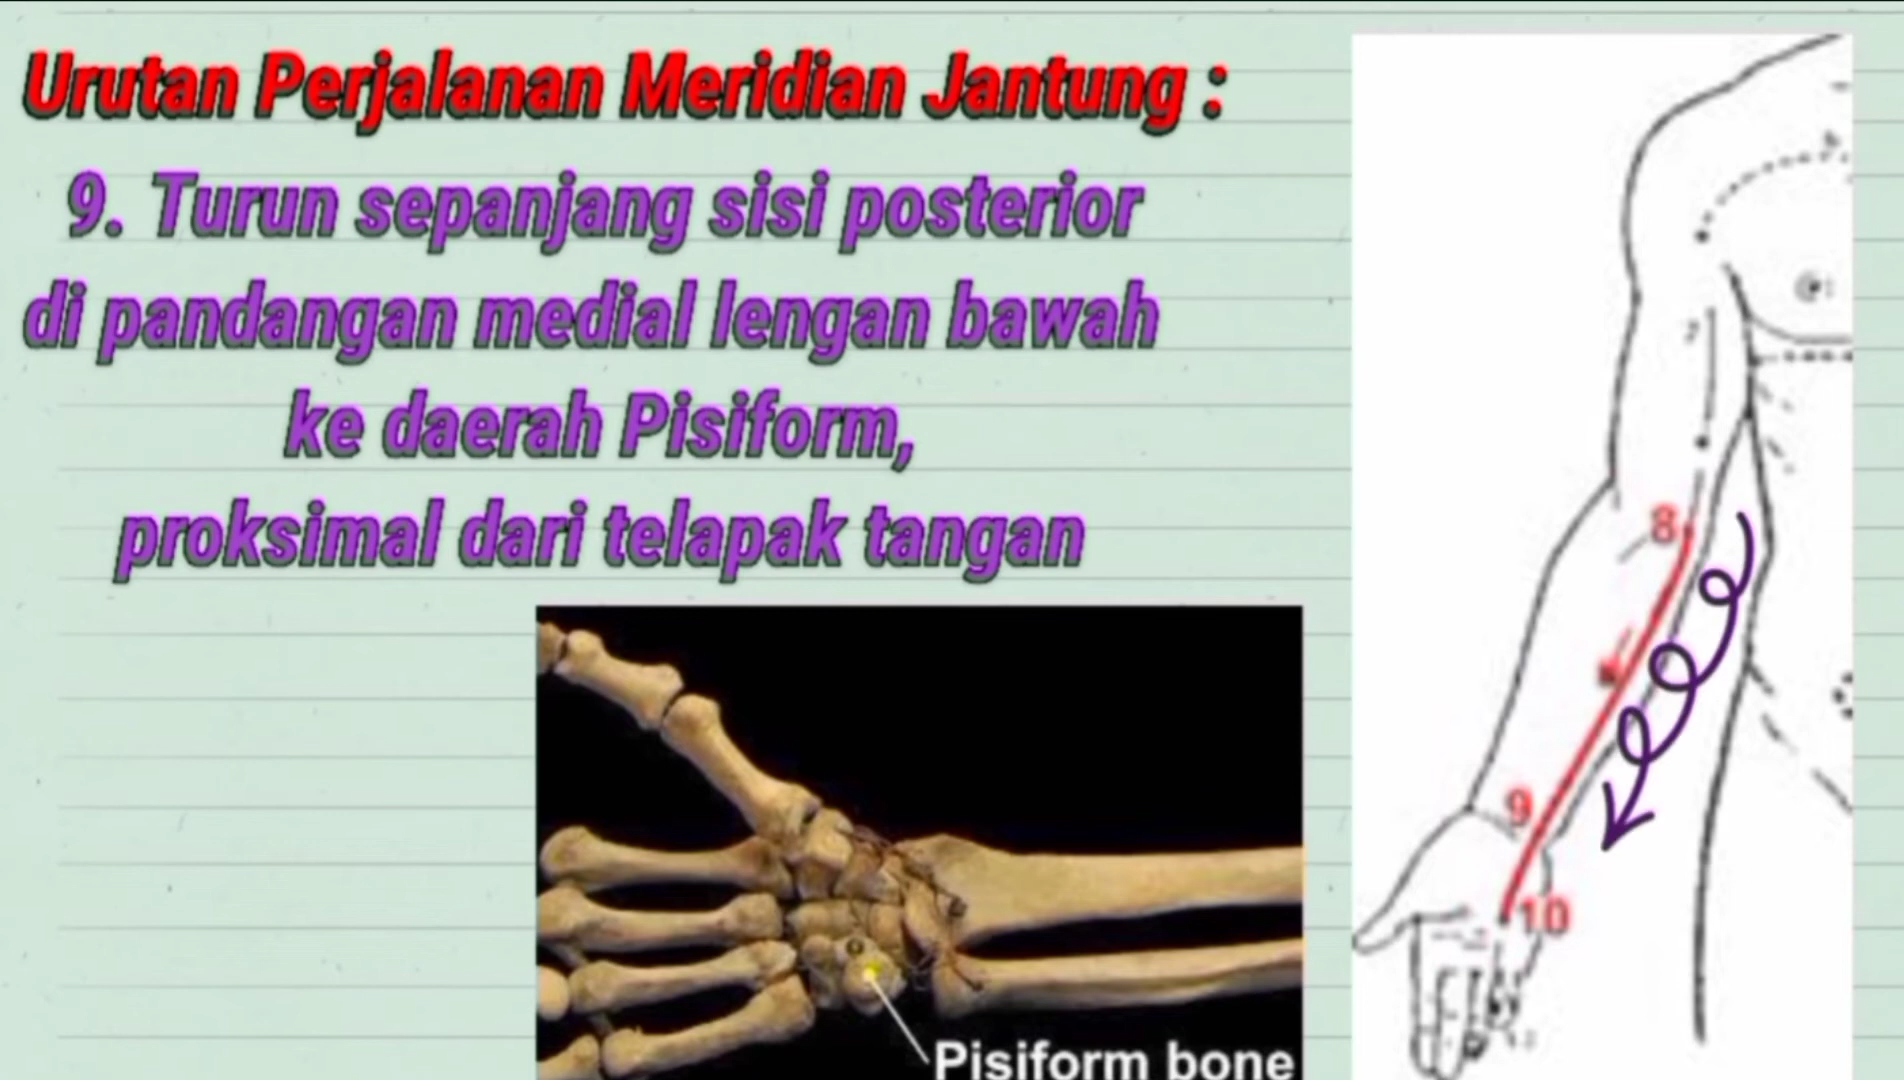 Urutan Perjalanan Meridian Jantung :
9. Turun sepanjang sisi posterior
di pandangan medial lengan bawah
ke daerah Pisiform,
proksimal dari telapak tangan
8
9
10
Pisiform bone